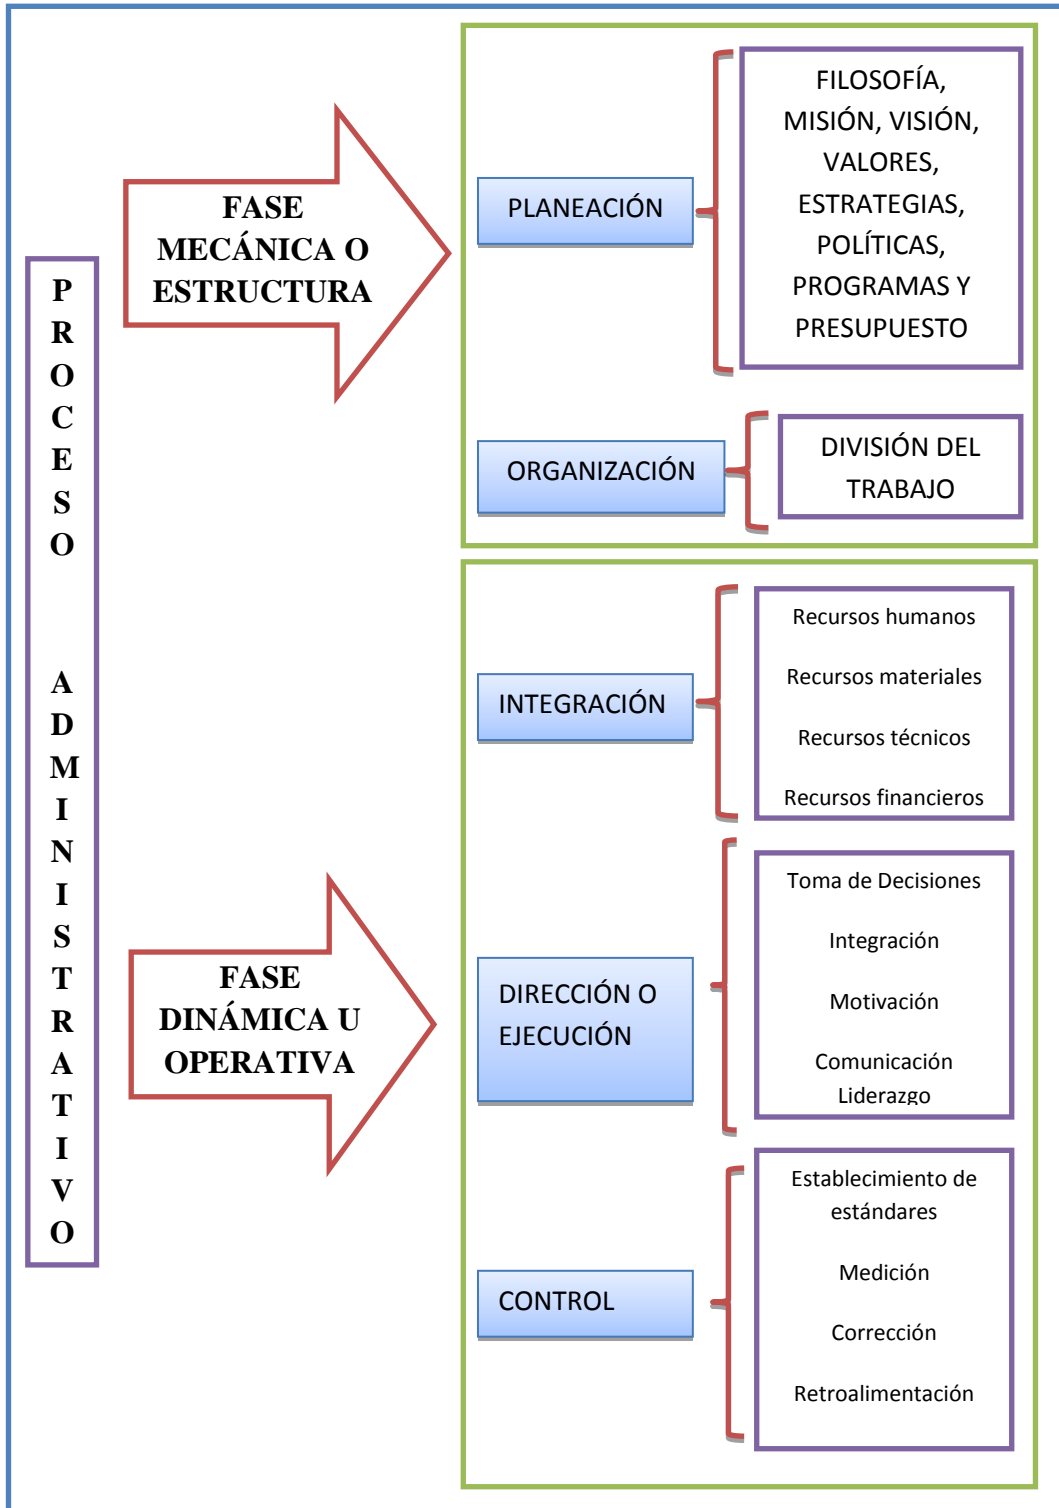 PROCESO ADMINISTRATIVO
FASE
MECÁNICA O
ESTRUCTURA
PLANEACIÓN
FILOSOFÍA,
MISIÓN, VISIÓN,
VALORES,
ESTRATEGIAS,
POLÍTICAS,
PROGRAMAS Y
PRESUPUESTO
ORGANIZACIÓN
DIVISIÓN DEL
TRABAJO
FASE
DINÁMICA U
OPERATIVA
INTEGRACIÓN
Recursos humanos
Recursos materiales
Recursos técnicos
Recursos financieros
DIRECCIÓN O
EJECUCIÓN
Toma de Decisiones
Integración
Motivación
Comunicación
Liderazgo
CONTROL
Establecimiento de
estándares
Medición
Corrección
Retroalimentación